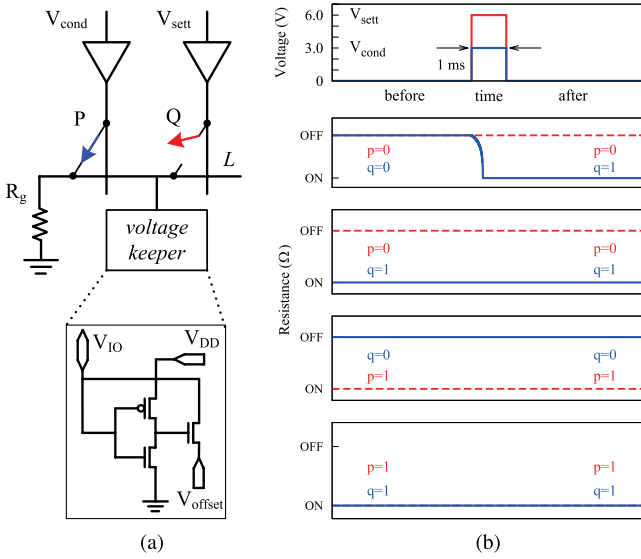 (a)
V_cond
V_sett
P
Q
L
R_g
voltage
keeper
V_IO
V_DD
V_offset
(b)
Voltage (V)
6.0
3.0
0
V_sett
V_cond
1 ms
before
time
after
Resistance (Ω)
OFF
ON
p=0
q=0
p=0
q=1
OFF
ON
p=0
q=1
p=0
q=1
OFF
ON
q=0
p=1
q=0
p=1
OFF
ON
p=1
q=1
p=1
q=1
(a)
(b)